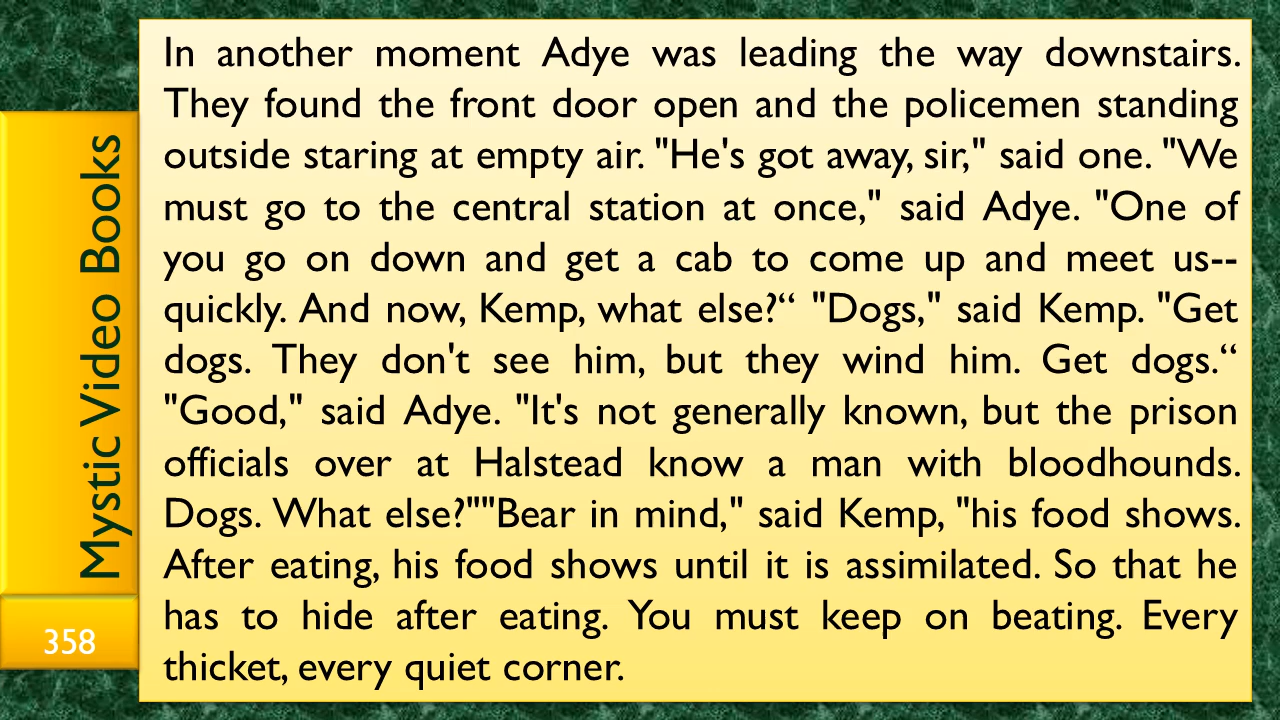 In another moment Adye was leading the way downstairs.
They found the front door open and the policemen standing
outside staring at empty air. "He's got away, sir," said one. "We
must go to the central station at once," said Adye. "One of
you go on down and get a cab to come up and meet us--
quickly. And now, Kemp, what else?“ "Dogs," said Kemp. "Get
dogs. They don't see him, but they wind him. Get dogs.“
"Good," said Adye. "It's not generally known, but the prison
officials over at Halstead know a man with bloodhounds.
Dogs. What else?""Bear in mind," said Kemp, "his food shows.
After eating, his food shows until it is assimilated. So that he
has to hide after eating. You must keep on beating. Every
thicket, every quiet corner.
Mystic Video Books
358